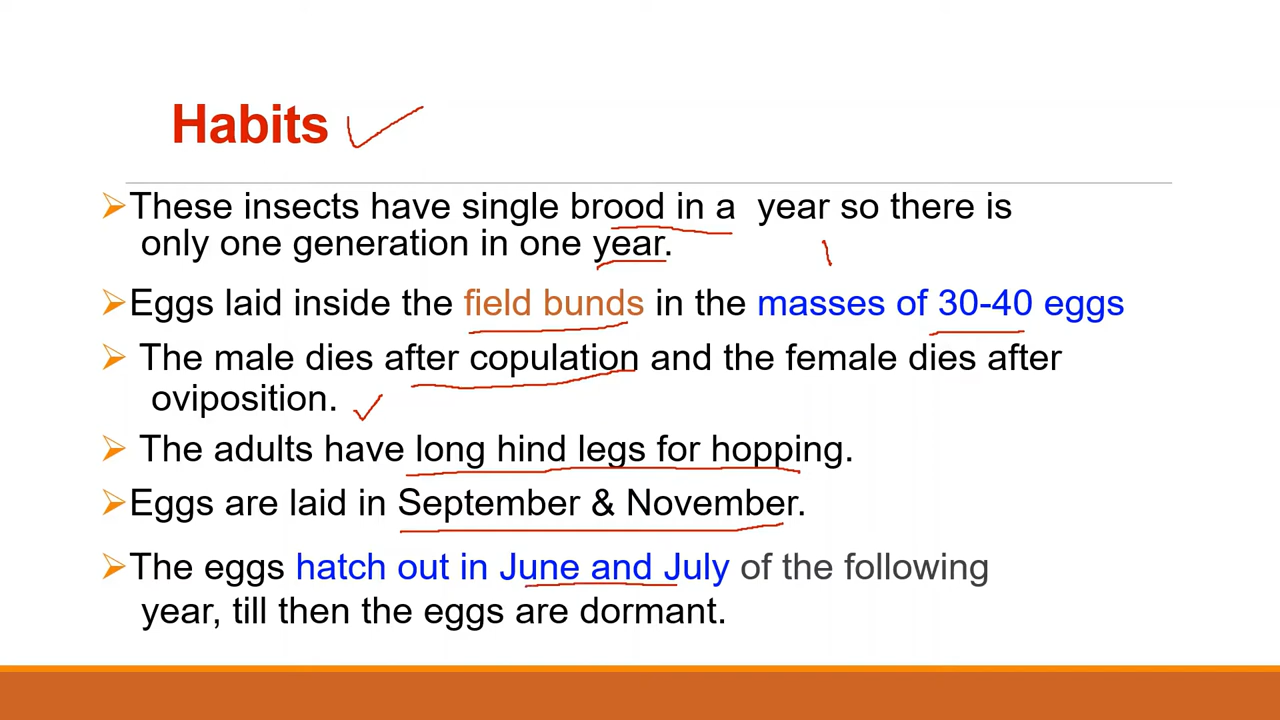 Habits
These insects have single brood in a year so there is
only one generation in one year.
Eggs laid inside the field bunds in the masses of 30-40 eggs
The male dies after copulation and the female dies after
oviposition.
The adults have long hind legs for hopping.
Eggs are laid in September & November.
The eggs hatch out in June and July of the following
year, till then the eggs are dormant.